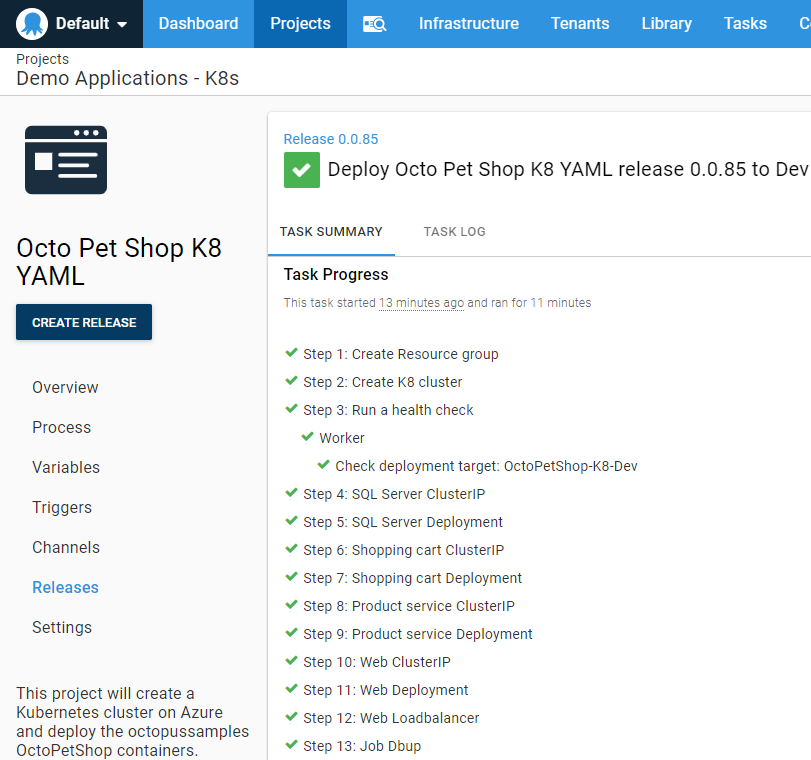 Default
Dashboard
Projects
Infrastructure
Tenants
Library
Tasks
Projects
Demo Applications - K8s
Octo Pet Shop K8
YAML
CREATE RELEASE
Overview
Process
Variables
Triggers
Channels
Releases
Settings
This project will create a
Kubernetes cluster on Azure
and deploy the octopussamples
OctoPetShop containers.
Release 0.0.85
Deploy Octo Pet Shop K8 YAML release 0.0.85 to Dev
TASK SUMMARY
TASK LOG
Task Progress
This task started 13 minutes ago and ran for 11 minutes
Step 1: Create Resource group
Step 2: Create K8 cluster
Step 3: Run a health check
Worker
Check deployment target: OctoPetShop-K8-Dev
Step 4: SQL Server ClusterIP
Step 5: SQL Server Deployment
Step 6: Shopping cart ClusterIP
Step 7: Shopping cart Deployment
Step 8: Product service ClusterIP
Step 9: Product service Deployment
Step 10: Web ClusterIP
Step 11: Web Deployment
Step 12: Web Loadbalancer
Step 13: Job Dbup